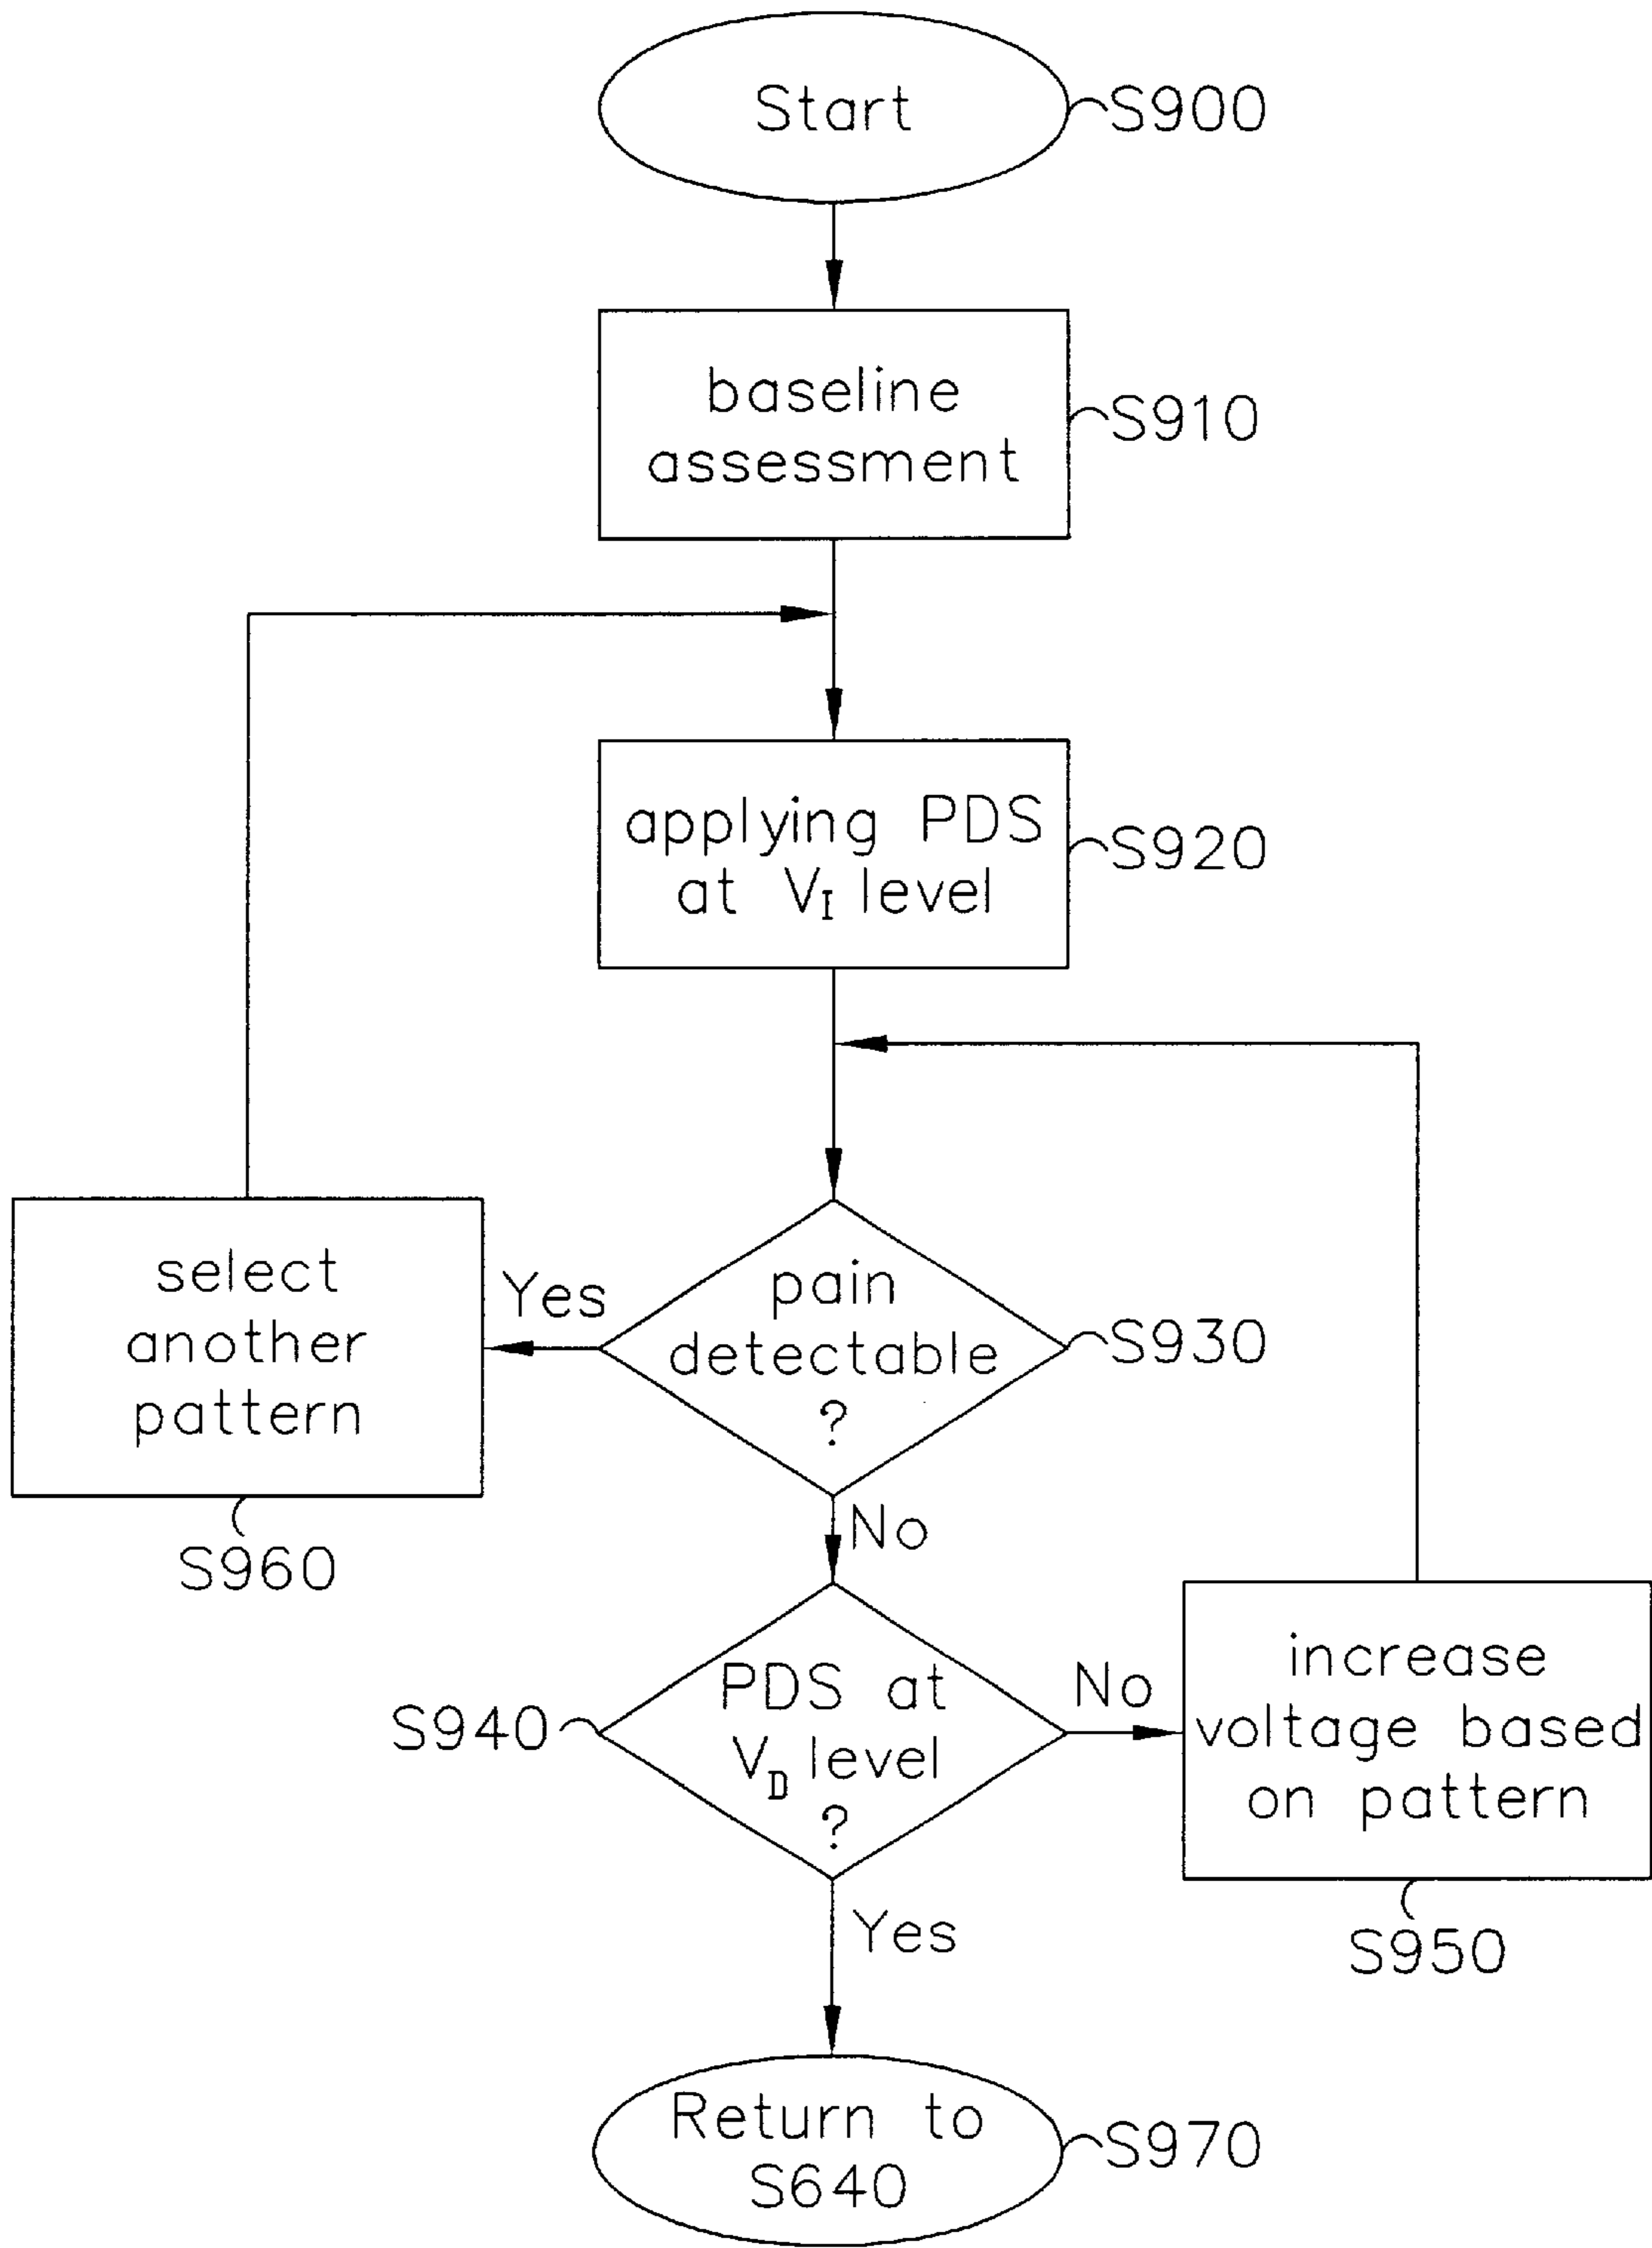 Start
S900
baseline
assessment
S910
applying PDS
at V_I level
S920
select
another
pattern
S960
Yes
pain
detectable
?
S930
No
S940
PDS at
V_D level
?
No
increase
voltage based
on pattern
S950
Yes
Return to
S640
S970